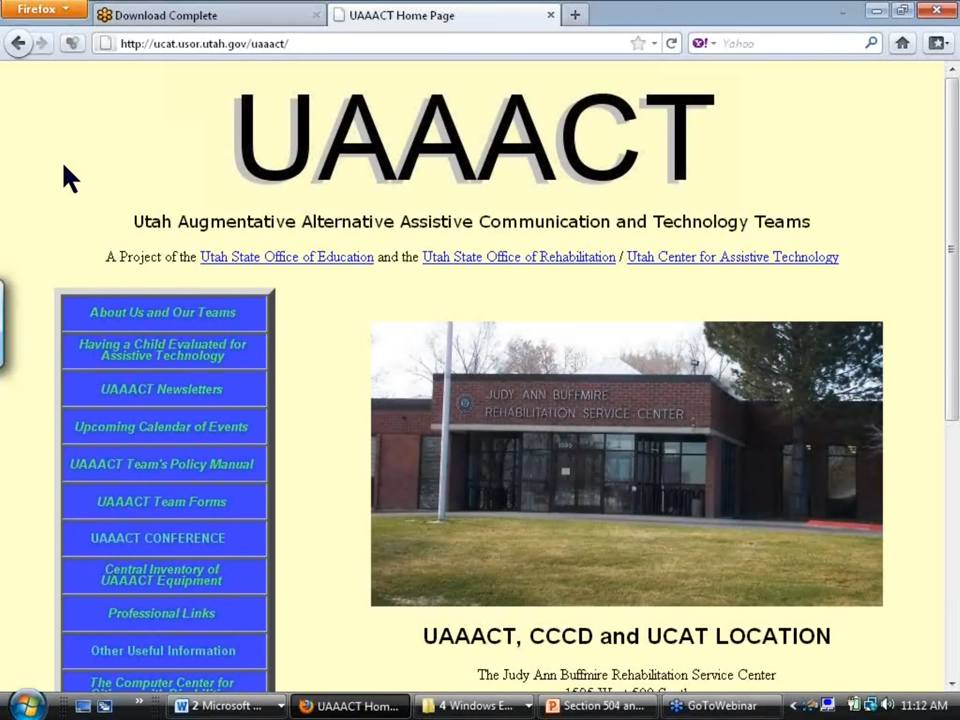 Firefox
Download Complete
UAAACT Home Page
http://ucat.usor.utah.gov/uaaact/
Yahoo
UAAACT
Utah Augmentative Alternative Assistive Communication and Technology Teams
A Project of the Utah State Office of Education and the Utah State Office of Rehabilitation / Utah Center for Assistive Technology
About Us and Our Teams
Having a Child Evaluated for
Assistive Technology
UAAACT Newsletters
Upcoming Calendar of Events
UAAACT Team's Policy Manual
UAAACT Team Forms
UAAACT CONFERENCE
Central Inventory of
UAAACT Equipment
Professional Links
Other Useful Information
The Computer Center for
JUDY ANN BUFFMIRE
REHABILITATION SERVICE CENTER
UAAACT, CCCD and UCAT LOCATION
The Judy Ann Buffmire Rehabilitation Service Center
2 Microsoft ...
UAAACT Hom...
4 Windows E...
Section 504 an...
GoToWebinar
11:12 AM